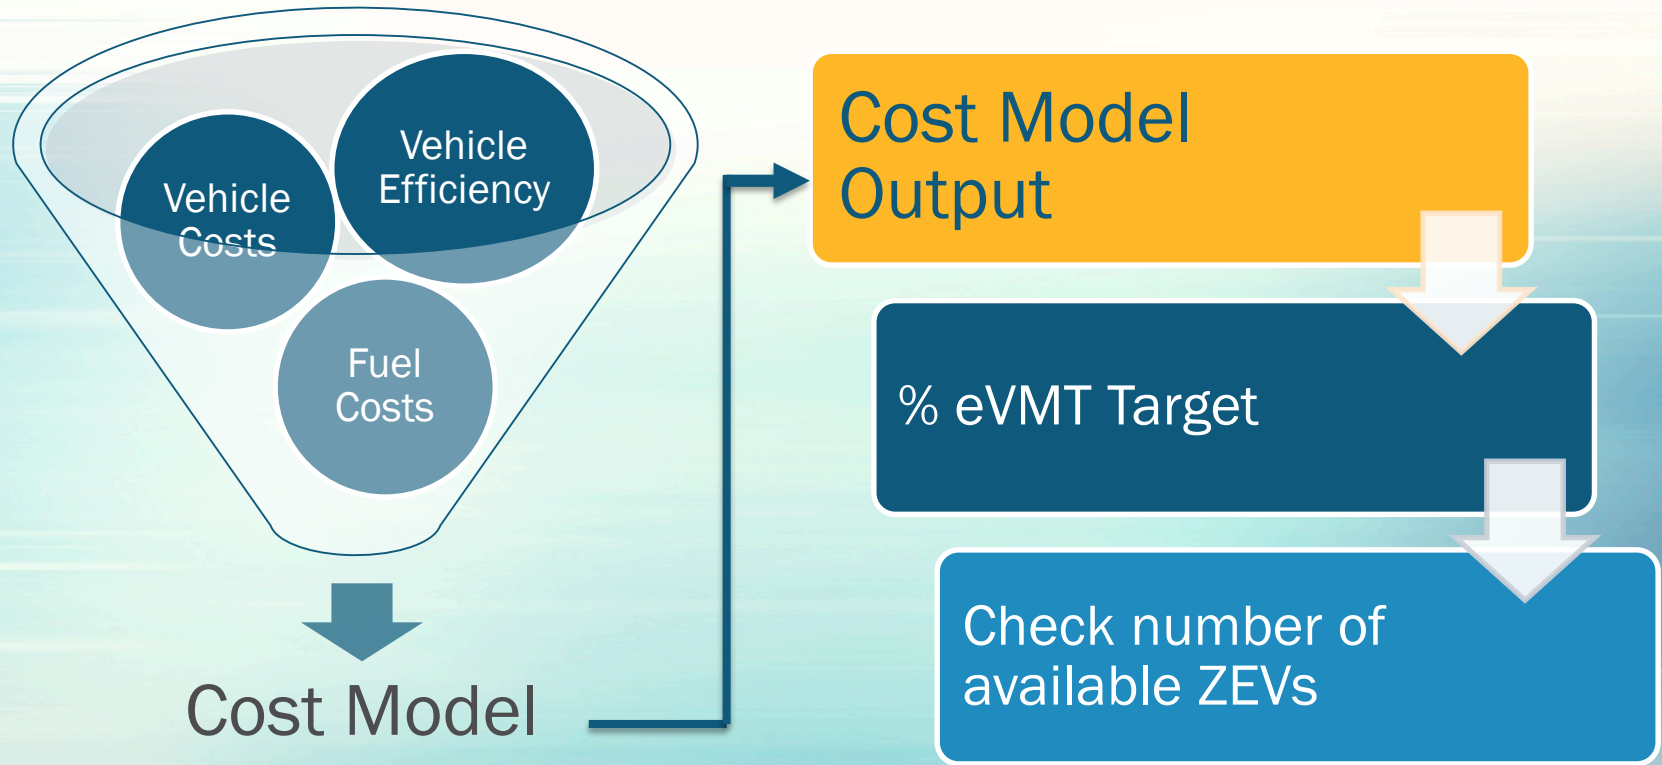 Vehicle
Costs
Vehicle
Efficiency
Fuel
Costs
Cost Model
Cost Model
Output
% eVMT Target
Check number of
available ZEVs